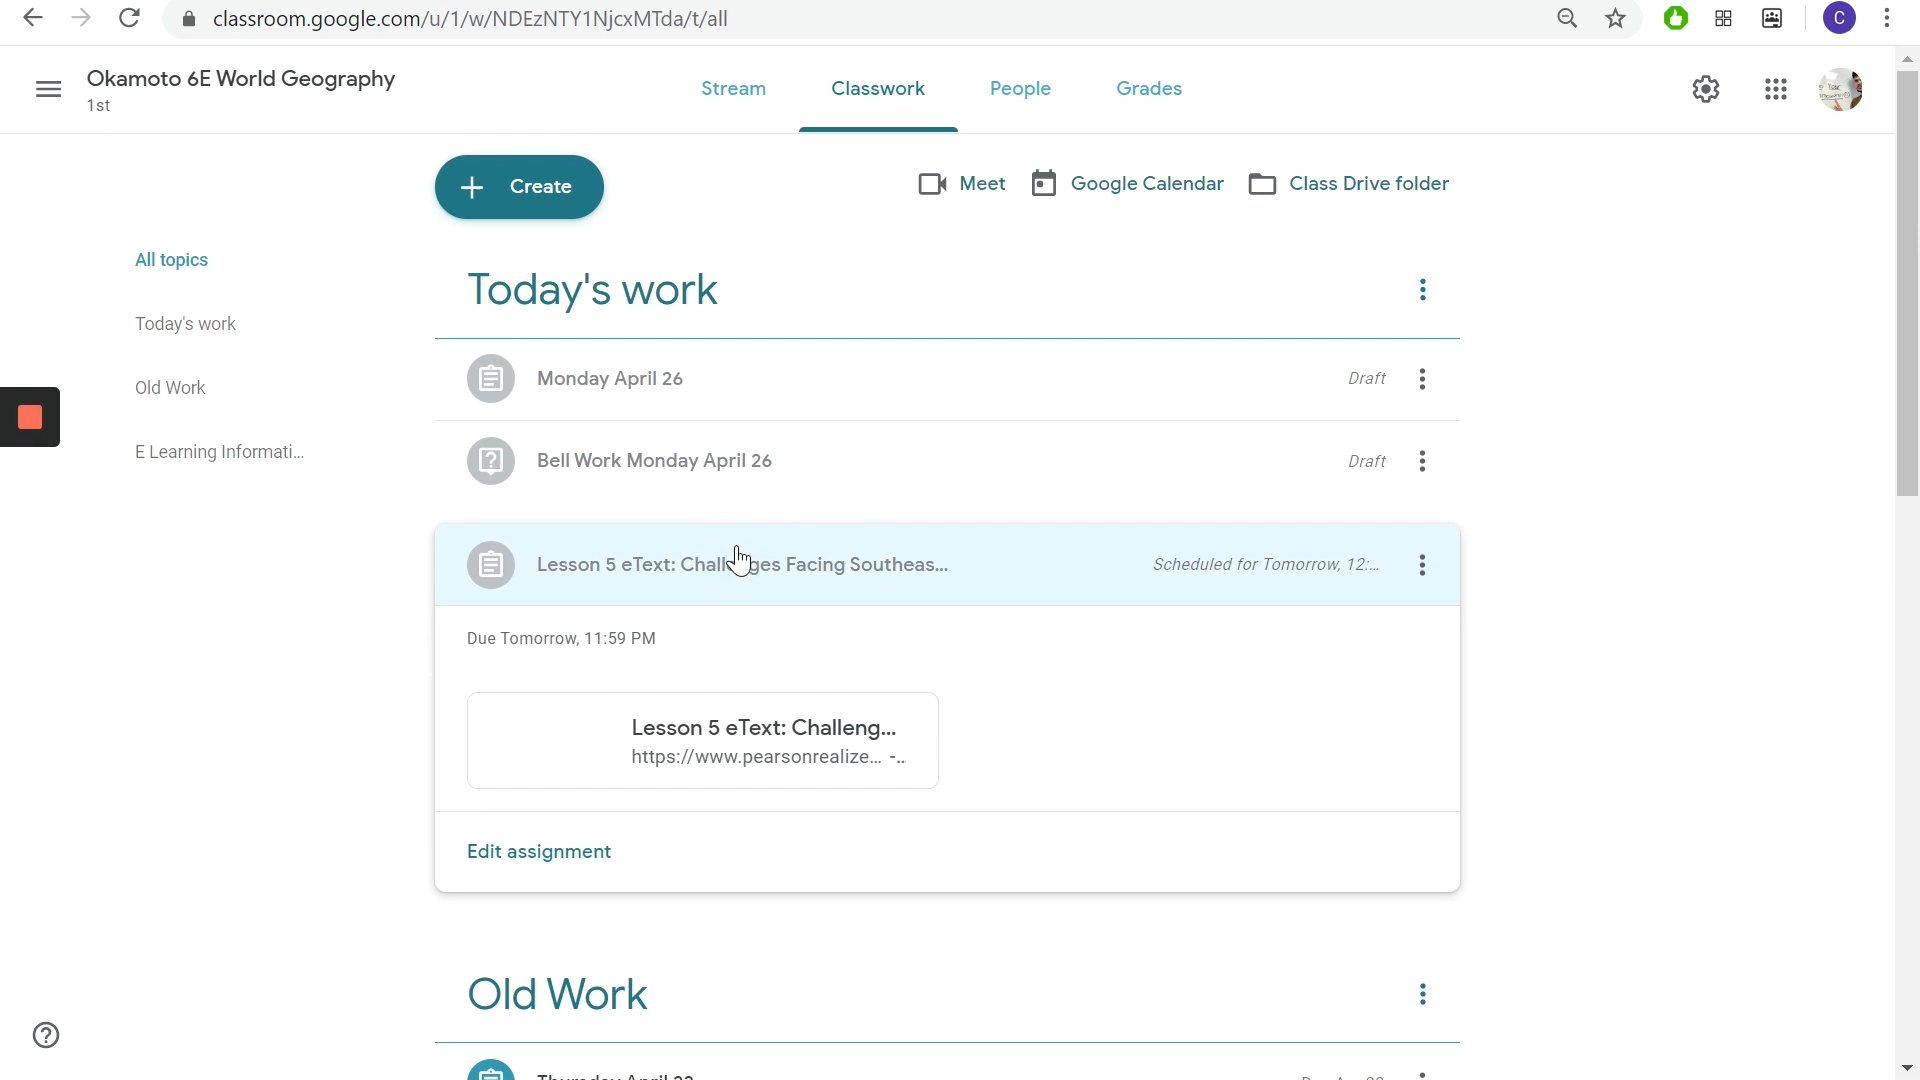 classroom.google.com/u/1/w/NDEzNTY1NjcxMTda/t/all
C
Okamoto 6E World Geography
1st
Stream
Classwork
People
Grades
Create
Meet
Google Calendar
Class Drive folder
All topics
Today's work
Old Work
E Learning Informati...
Today's work
Monday April 26
Draft
Bell Work Monday April 26
Draft
Lesson 5 eText: Challenges Facing Southeas...
Scheduled for Tomorrow, 12:...
Due Tomorrow, 11:59 PM
Lesson 5 eText: Challeng...
https://www.pearsonrealize... -..
Edit assignment
Old Work